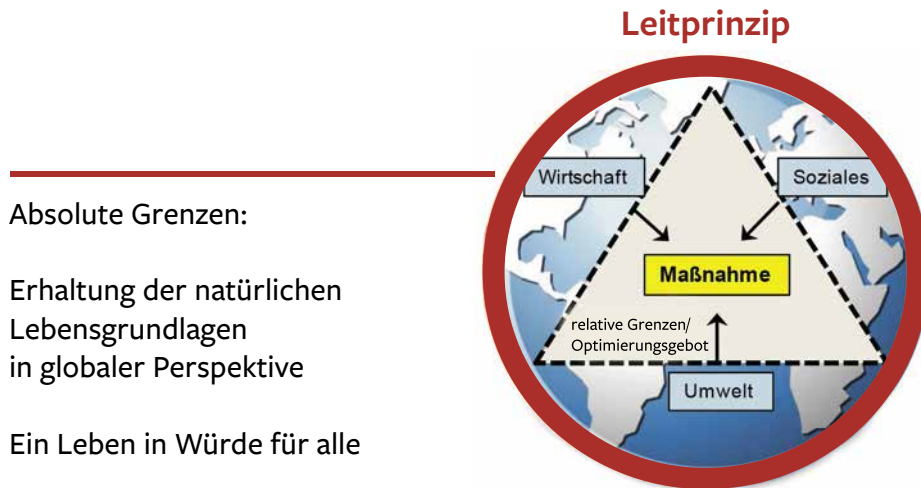 Leitprinzip
Wirtschaft
Soziales
Absolute Grenzen:
Maßnahme
Erhaltung der natürlichen
Lebensgrundlagen
in globaler Perspektive
relative Grenzen/
Optimierungsgebot
Umwelt
Ein Leben in Würde für alle